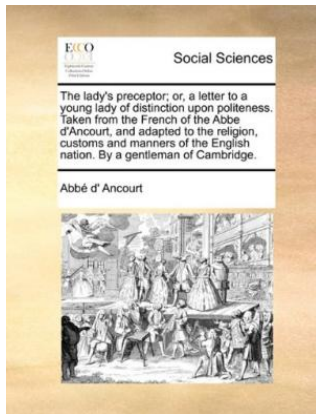 ECCO
Social Sciences
The lady's preceptor; or, a letter to a
young lady of distinction upon politeness.
Taken from the French of the Abbe
d'Ancourt, and adapted to the religion,
customs and manners of the English
nation. By a gentleman of Cambridge.
Abbé d' Ancourt